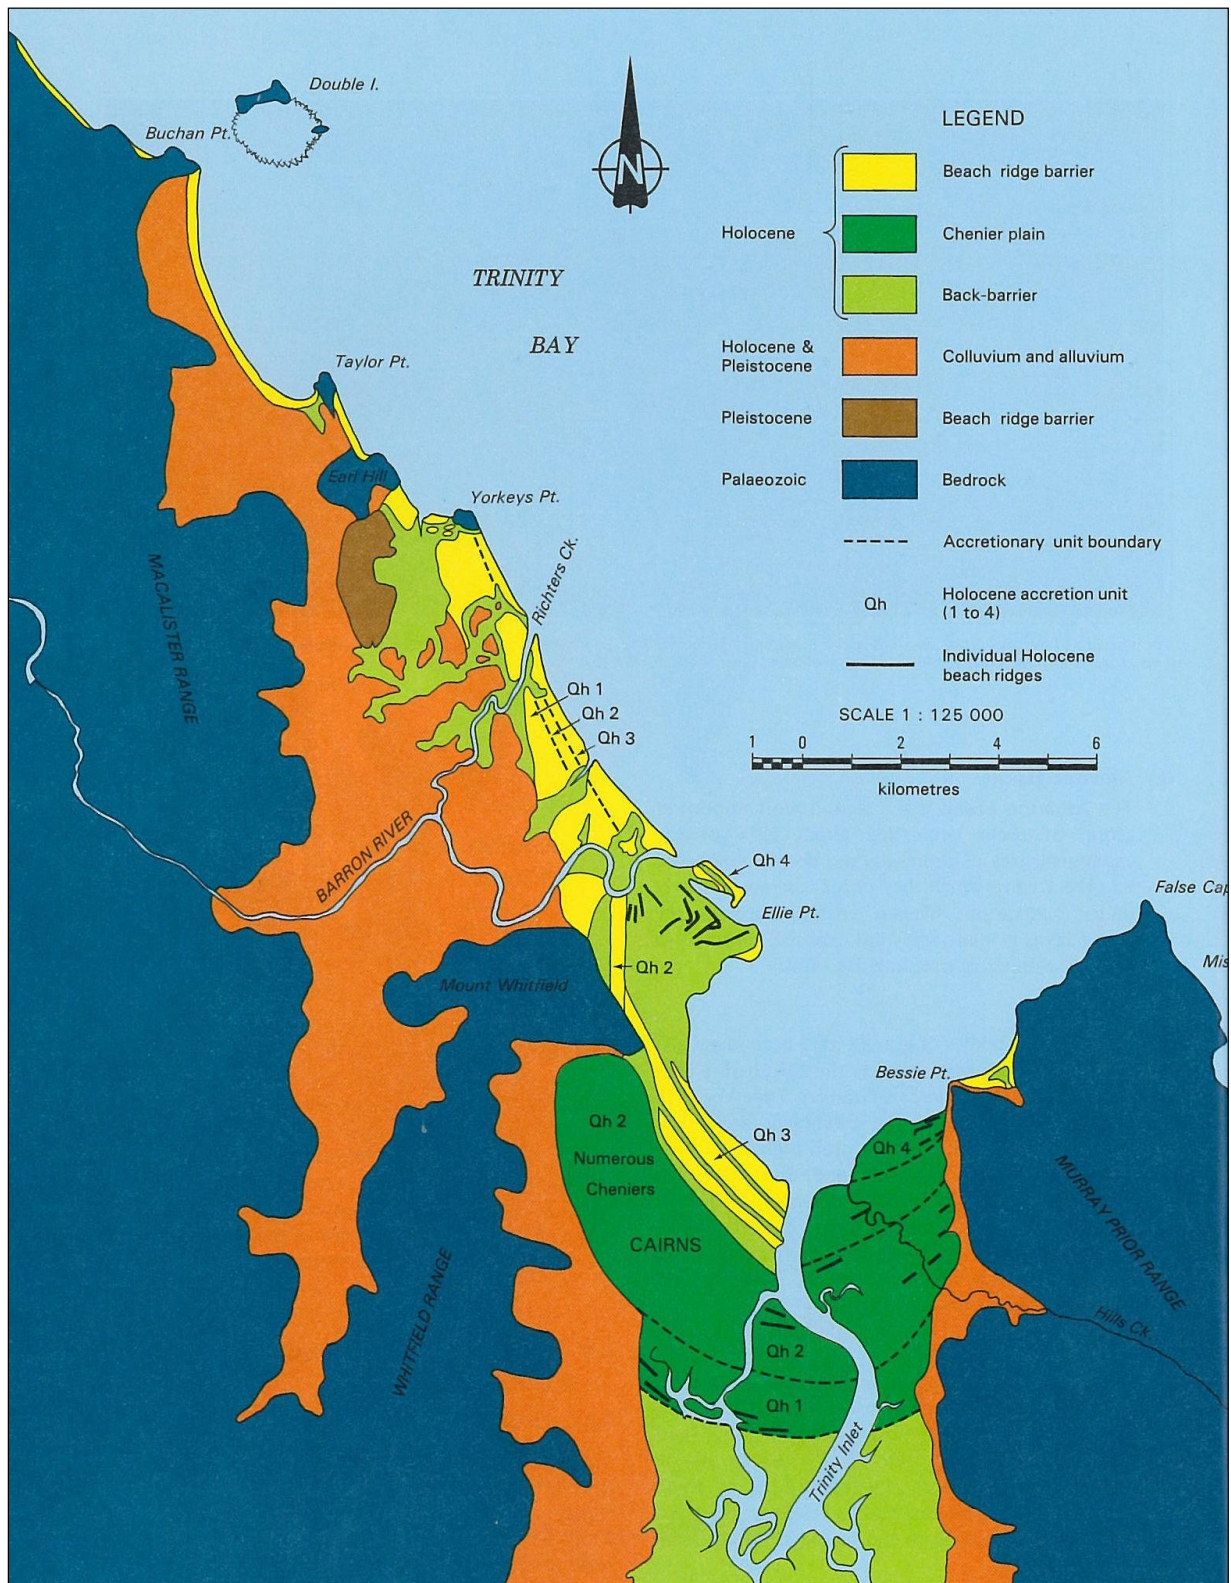 Double I.
Buchan Pt.
N
TRINITY
BAY
Taylor Pt.
Earl Hill
Yorkeys Pt.
Richters Ck.
MACALISTER RANGE
Qh 1
Qh 2
Qh 3
BARRON RIVER
Qh 4
Ellie Pt.
Qh 2
Mount Whitfield
False Cap
Mis
Bessie Pt.
Qh 2
Numerous
Cheniers
Qh 3
Qh 4
CAIRNS
MURRAY PRIOR RANGE
WHITFIELD RANGE
Hills Ck.
Qh 2
Qh 1
Trinity Inlet
LEGEND
Holocene
Beach ridge barrier
Chenier plain
Back-barrier
Holocene &
Pleistocene
Colluvium and alluvium
Pleistocene
Beach ridge barrier
Palaeozoic
Bedrock
Accretionary unit boundary
Qh
Holocene accretion unit
(1 to 4)
Individual Holocene
beach ridges
SCALE 1 : 125 000
1 0 2 4 6
kilometres